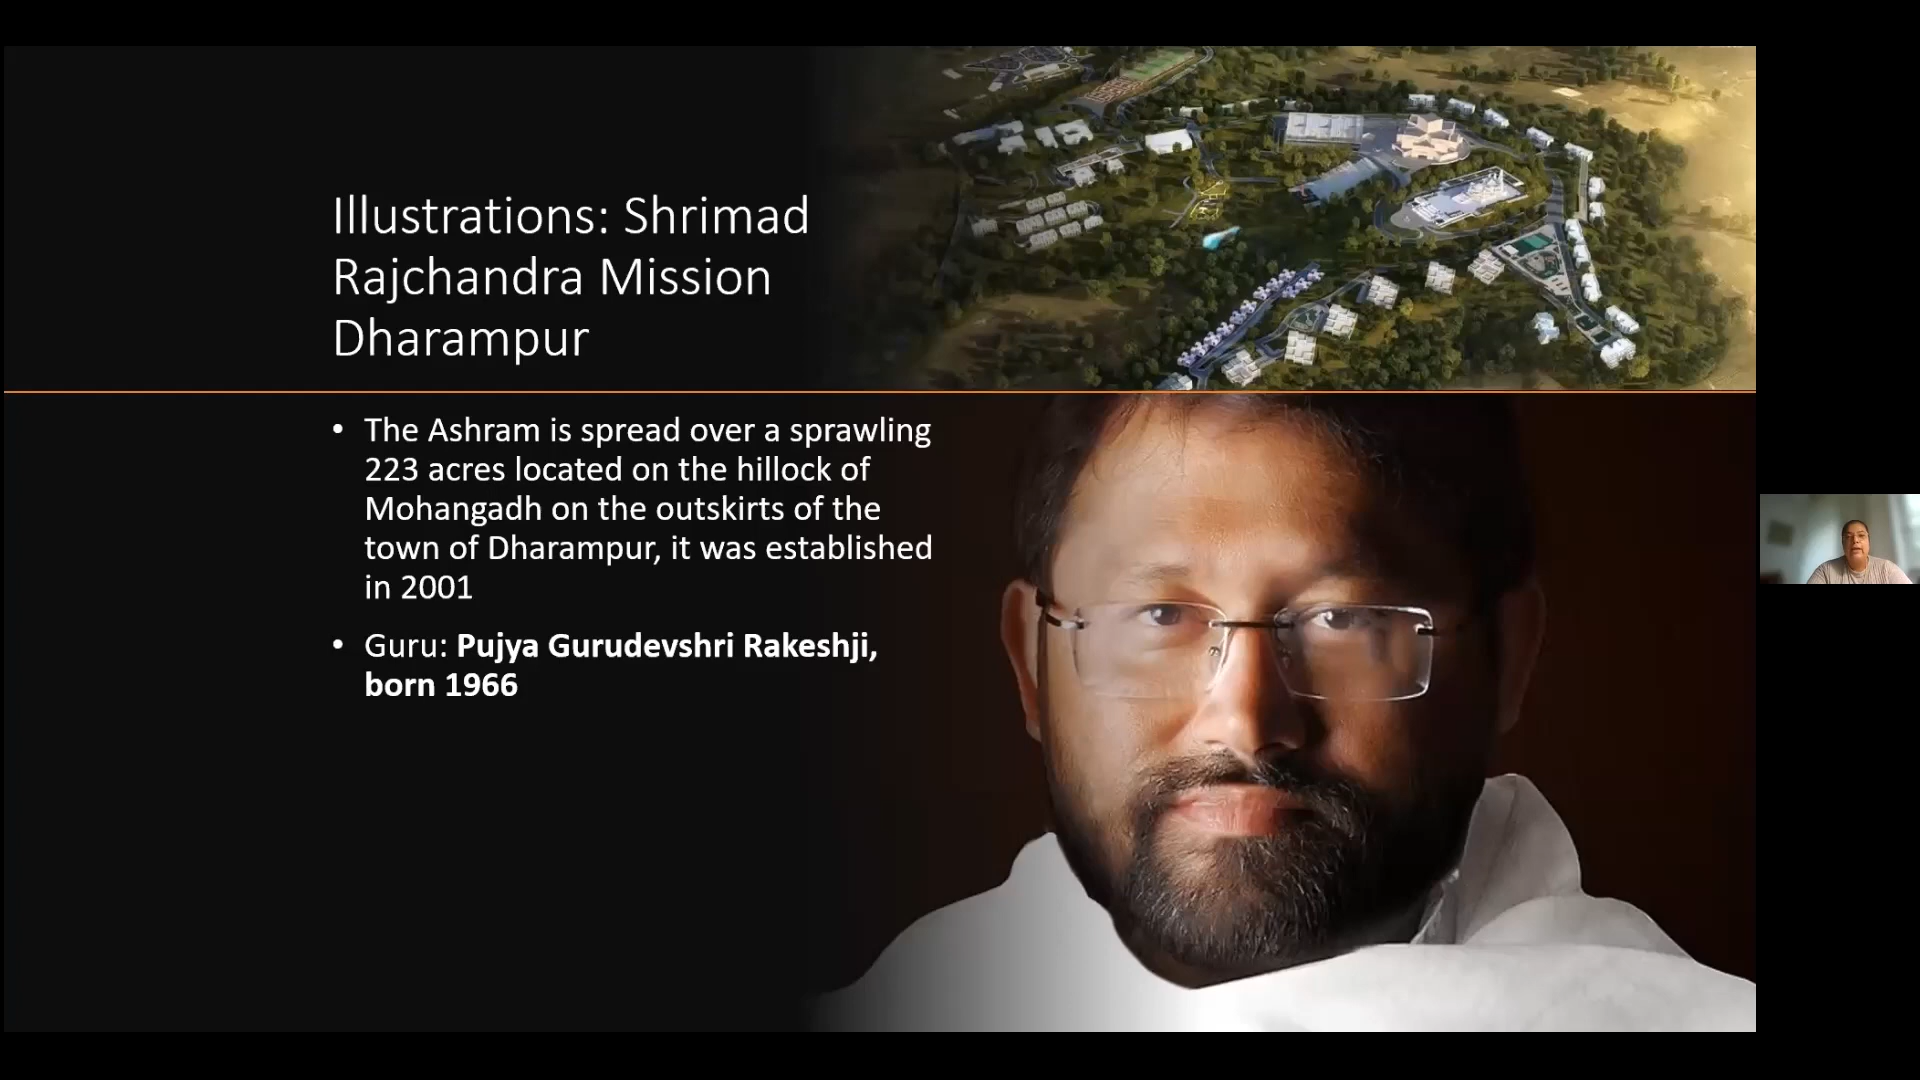 Illustrations: Shrimad
Rajchandra Mission
Dharampur
• The Ashram is spread over a sprawling
223 acres located on the hillock of
Mohangadh on the outskirts of the
town of Dharampur, it was established
in 2001
• Guru: Pujya Gurudevshri Rakeshji,
born 1966